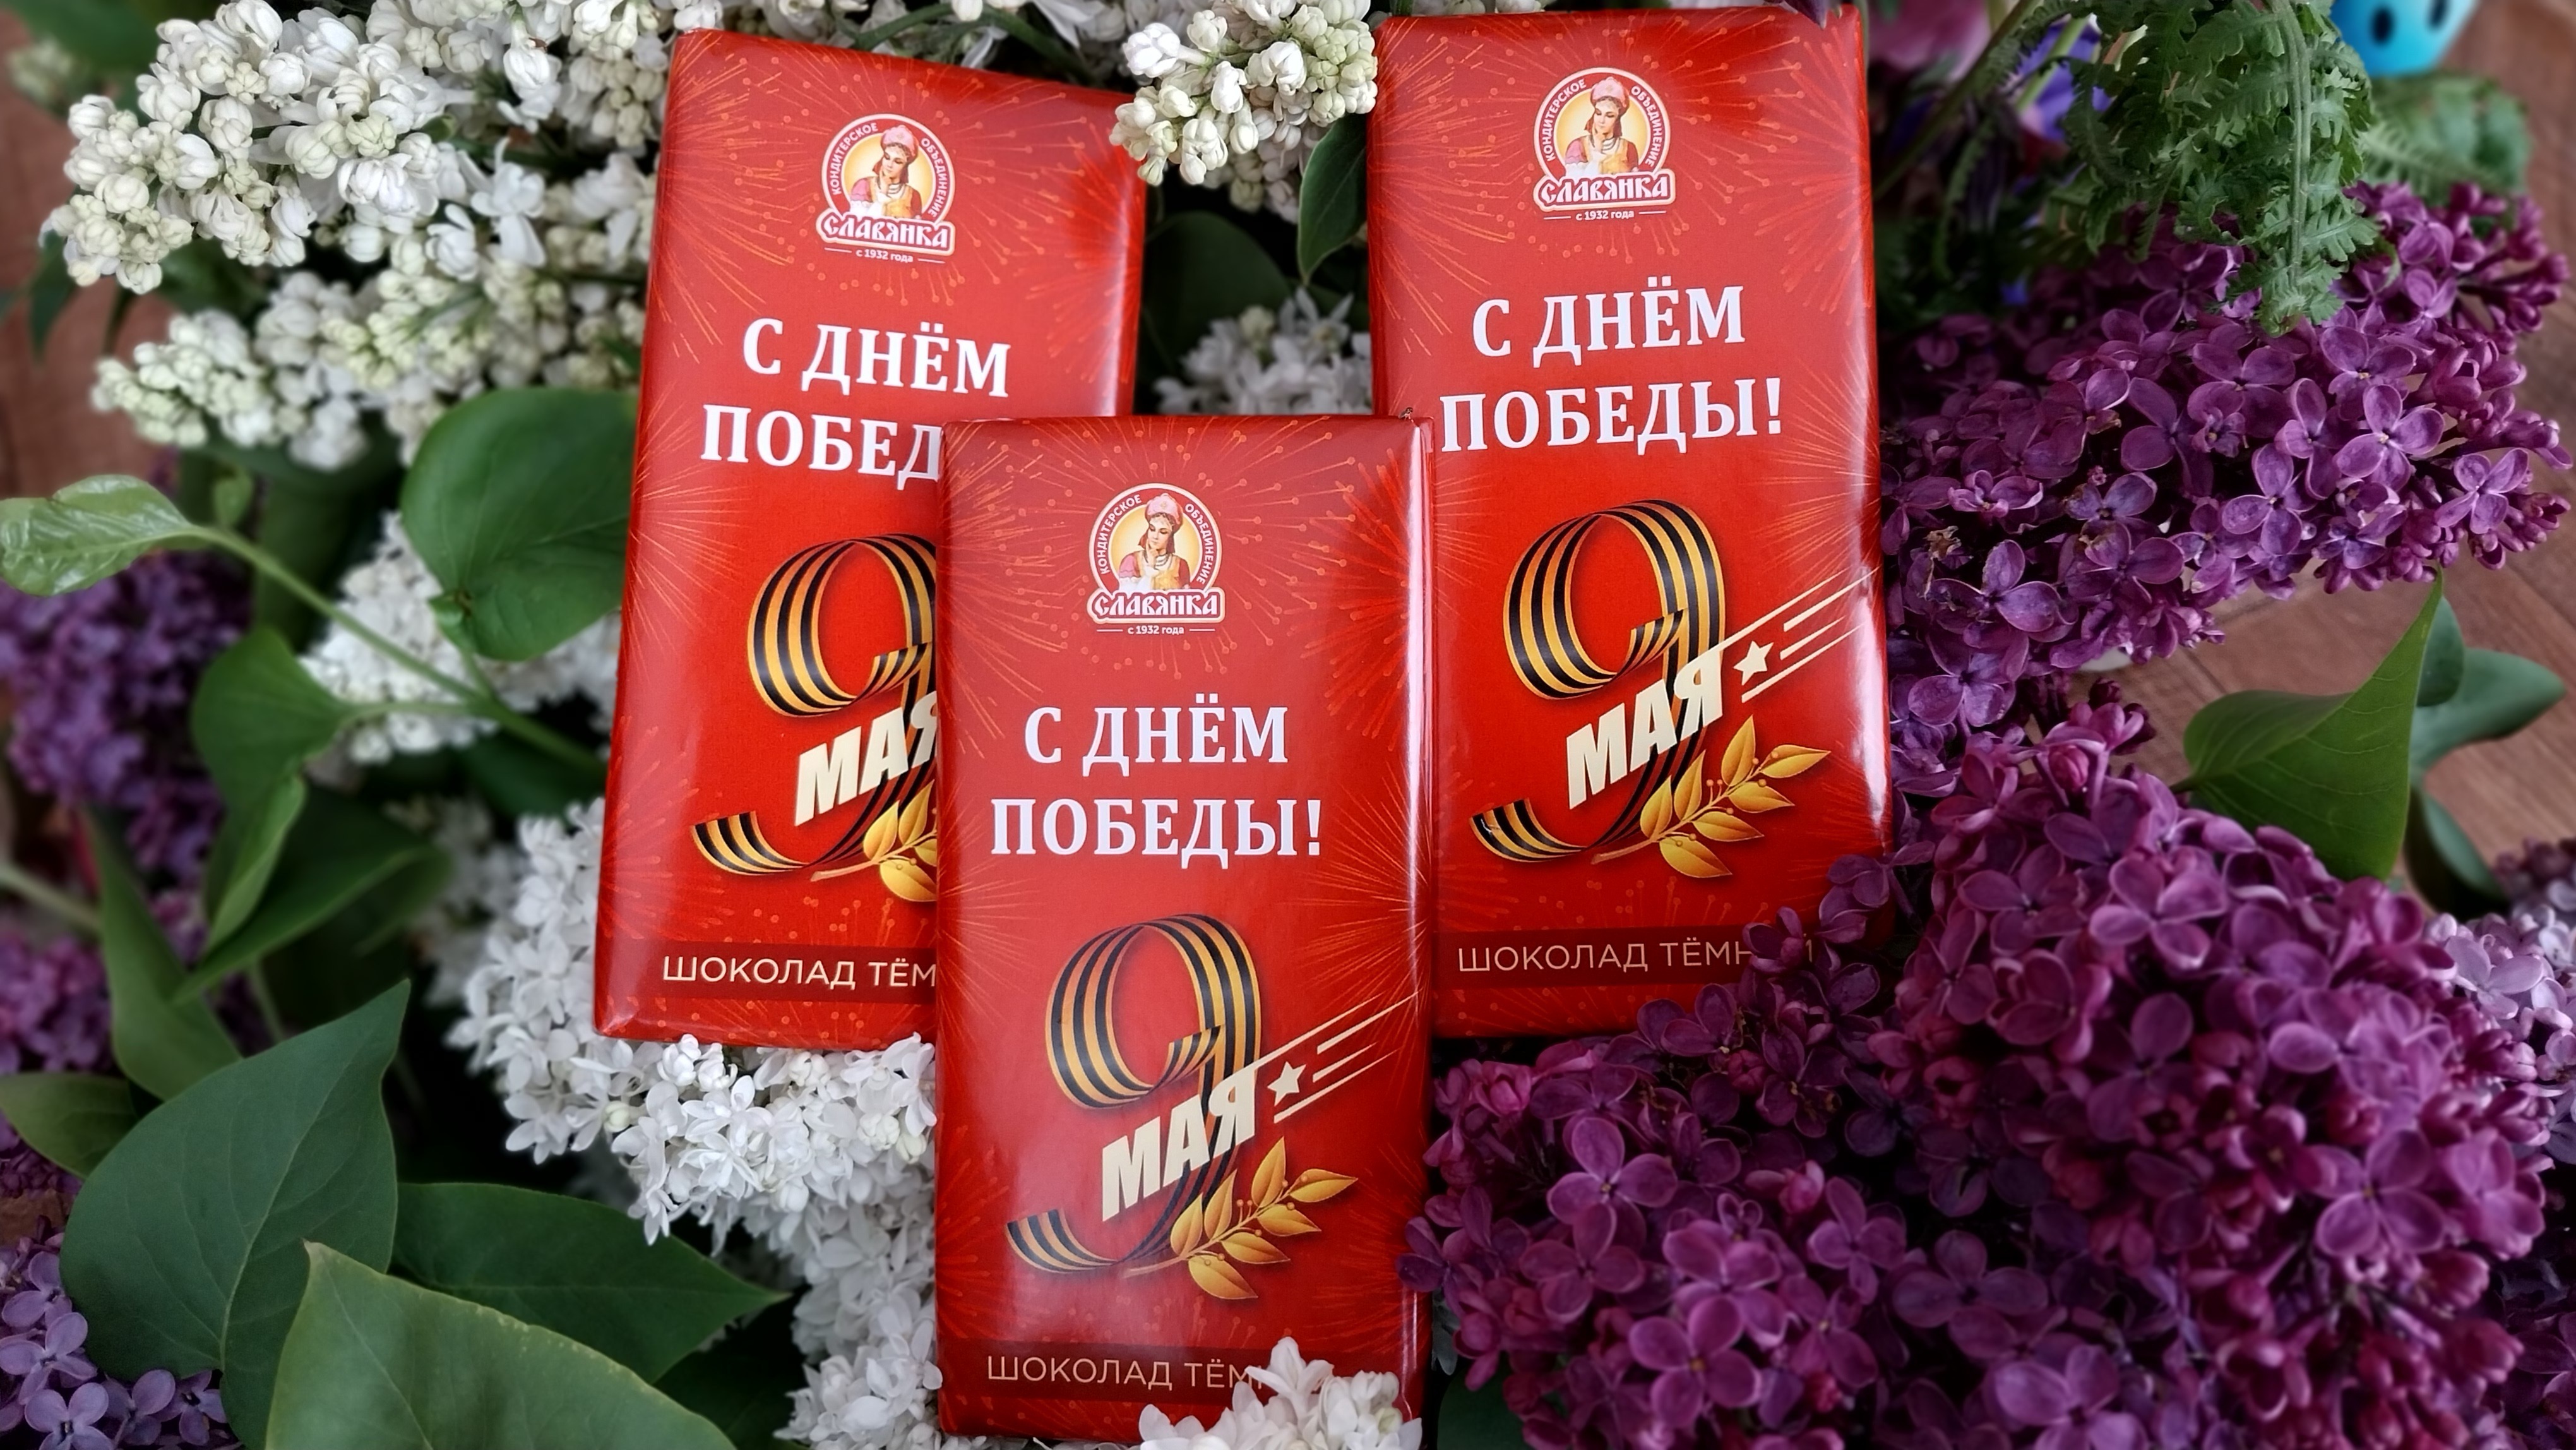 КОНДИТЕРСКОЕ ОБЪЕДИНЕНИЕ
СЛАВЯНКА
с 1932 года
С ДНЁМ
ПОБЕД
9
МАЯ
ШОКОЛАД ТЁМ
КОНДИТЕРСКОЕ ОБЪЕДИНЕНИЕ
СЛАВЯНКА
с 1932 года
С ДНЁМ
ПОБЕДЫ!
9
МАЯ
ШОКОЛАД ТЁМН
КОНДИТЕРСКОЕ ОБЪЕДИНЕНИЕ
СЛАВЯНКА
с 1932 года
С ДНЁМ
ПОБЕДЫ!
9
МАЯ
ШОКОЛАД ТЁМ